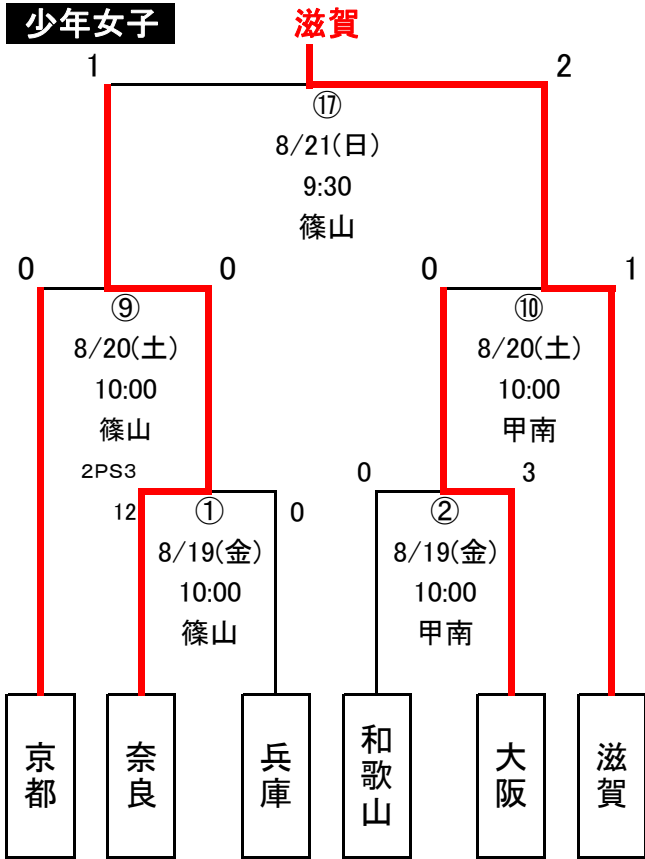 少年女子
滋賀
1
2
⑰
8/21(日)
9:30
篠山
0
0
0
1
⑨
8/20(土)
10:00
篠山
⑩
8/20(土)
10:00
甲南
2PS3
12
0
0
3
①
8/19(金)
10:00
篠山
②
8/19(金)
10:00
甲南
京都
奈良
兵庫
和歌山
大阪
滋賀